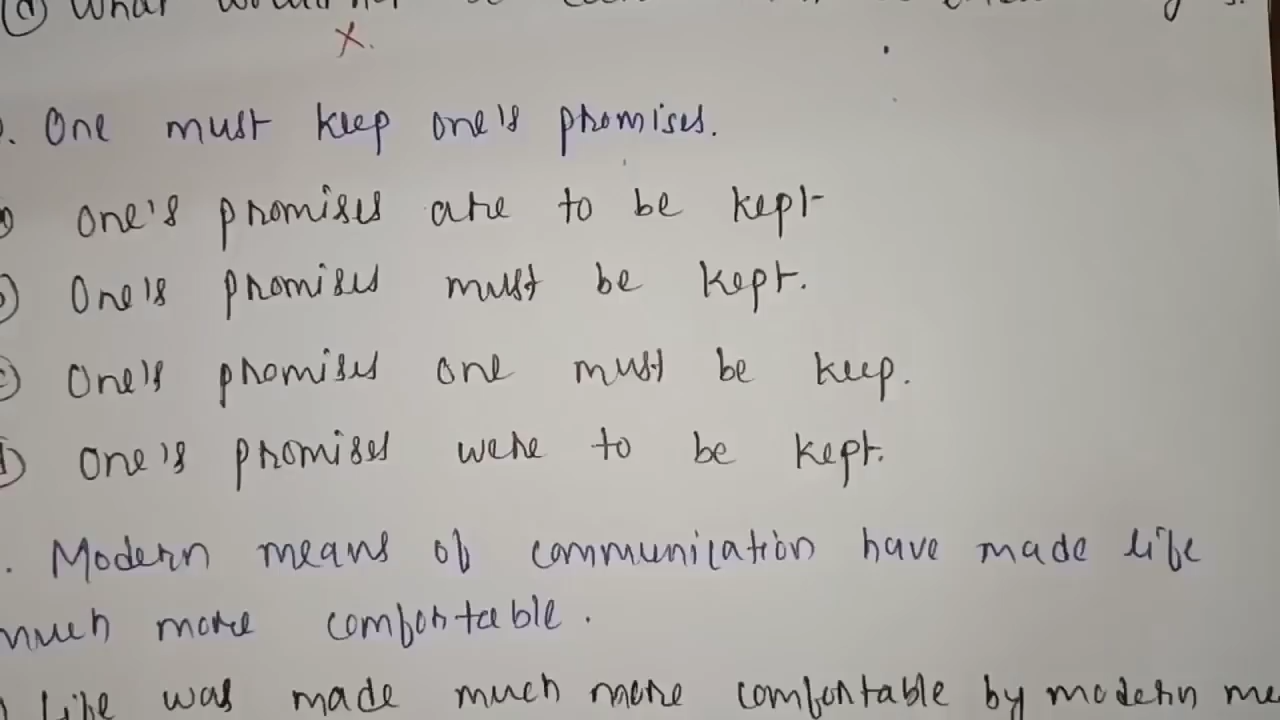 (d) What
X.
. One must keep one's promises.
One's promises are to be kept
One's promises must be kept.
One's promises one must be keep.
One's promises were to be kept.
. Modern means of communication have made life
much more comfortable.
Life was made much more comfortable by modern me